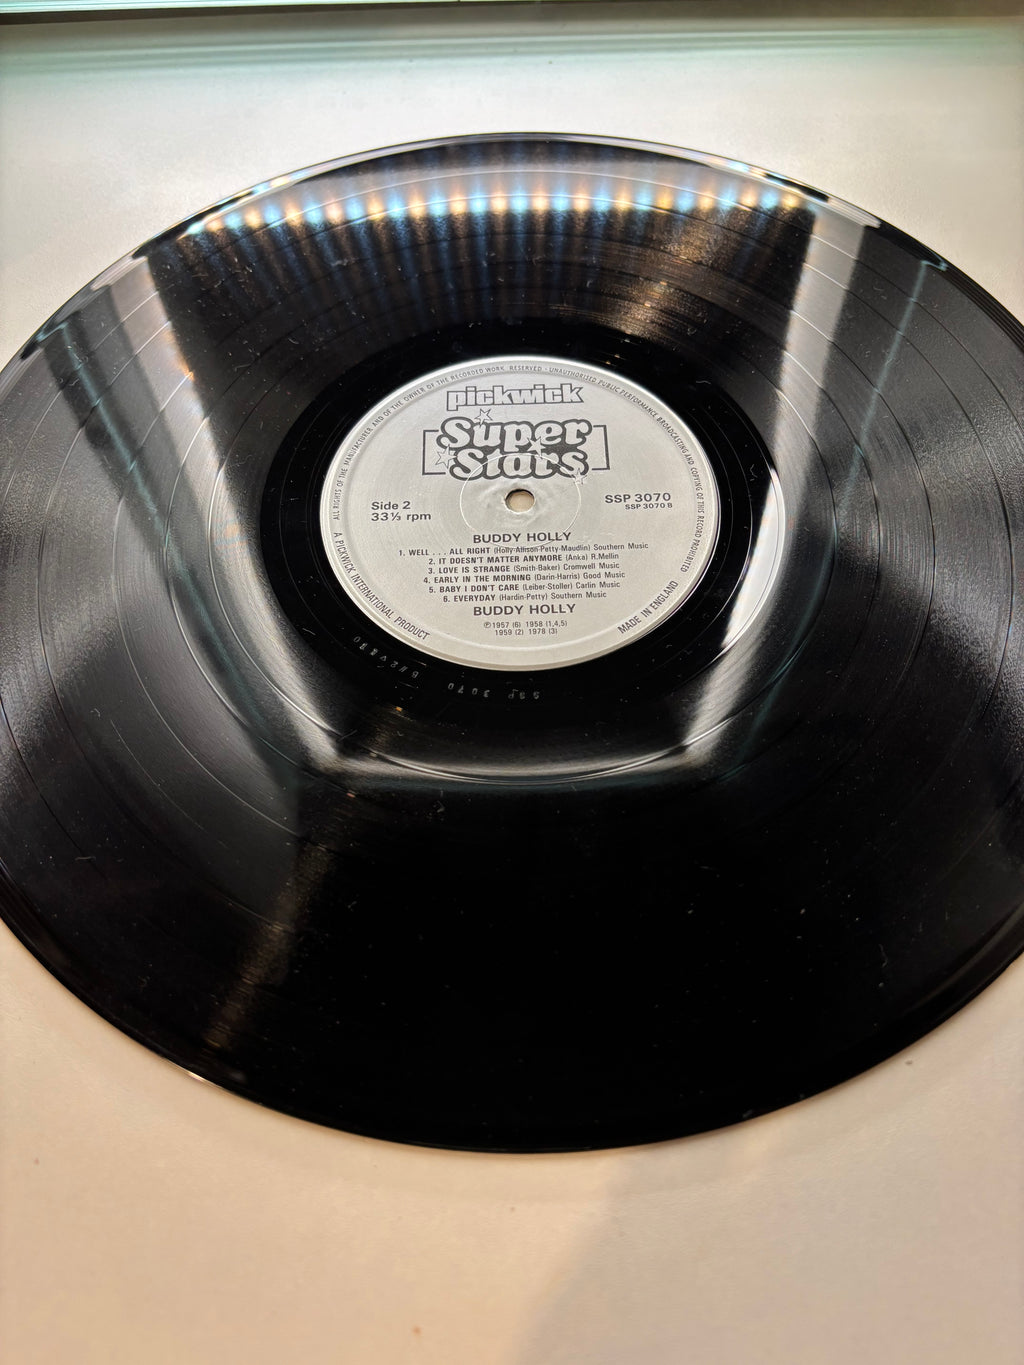 ALL RIGHTS OF THE MANUFACTURER AND OF THE OWNER OF THE RECORDED WORK RESERVED · UNAUTHORISED PUBLIC PERFORMANCE BROADCASTING AND COPYING OF THIS RECORD PROHIBITED
pickwick
Super
Stars
Side 2
33⅓ rpm
SSP 3070
SSP 3070 B
BUDDY HOLLY
1. WELL . . . ALL RIGHT (Holly-Allison-Petty-Maudlin) Southern Music
2. IT DOESN'T MATTER ANYMORE (Anka) R.Mellin
3. LOVE IS STRANGE (Smith-Baker) Cromwell Music
4. EARLY IN THE MORNING (Darin-Harris) Good Music
5. BABY I DON'T CARE (Leiber-Stoller) Carlin Music
6. EVERYDAY (Hardin-Petty) Southern Music
BUDDY HOLLY
℗1957 (6) 1958 (1,4,5)
1959 (2) 1978 (3)
A PICKWICK INTERNATIONAL PRODUCT
MADE IN ENGLAND
SSP 3070